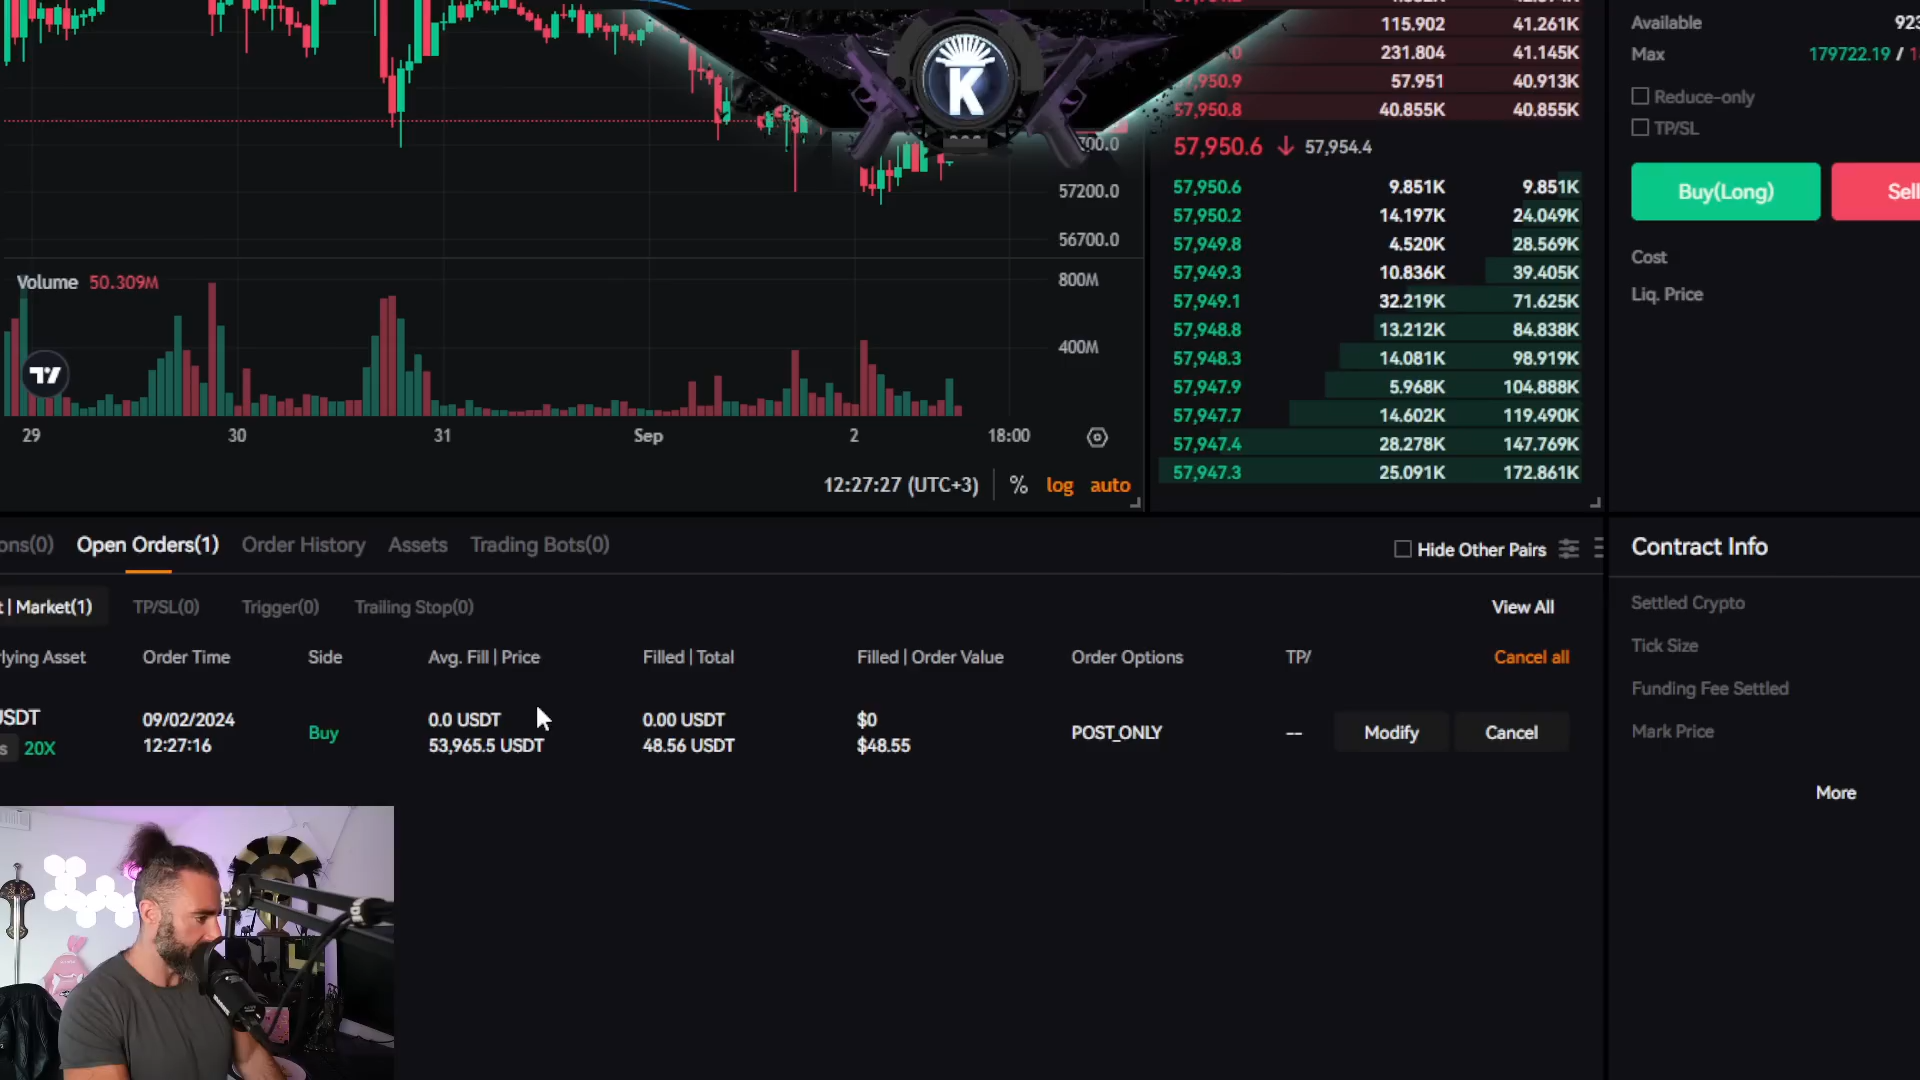 115.902 41.261K
231.804 41.145K
57.951 40.913K
57,950.8 40.855K 40.855K
57,950.6 57,954.4
57,950.6 9.851K 9.851K
57,950.2 14.197K 24.049K
57,949.8 4.520K 28.569K
57,949.3 10.836K 39.405K
57,949.1 32.219K 71.625K
57,948.8 13.212K 84.838K
57,948.3 14.081K 98.919K
57,947.9 5.968K 104.888K
57,947.7 14.602K 119.490K
57,947.4 28.278K 147.769K
57,947.3 25.091K 172.861K
Available 923
Max 179722.19 /
Reduce-only
TP/SL
Buy(Long) Sell
Cost
Liq. Price
K
57200.0
56700.0
Volume 50.309M
800M
400M
29 30 31 Sep 2 18:00
12:27:27 (UTC+3) % log auto
ons(0) Open Orders(1) Order History Assets Trading Bots(0) Hide Other Pairs
t | Market(1) TP/SL(0) Trigger(0) Trailing Stop(0) View All
lying Asset Order Time Side Avg. Fill | Price Filled | Total Filled | Order Value Order Options TP/ Cancel all
USDT 09/02/2024 0.0 USDT 0.00 USDT $0
s 20X 12:27:16 Buy 53,965.5 USDT 48.56 USDT $48.55 POST_ONLY -- Modify Cancel
Contract Info
Settled Crypto
Tick Size
Funding Fee Settled
Mark Price
More